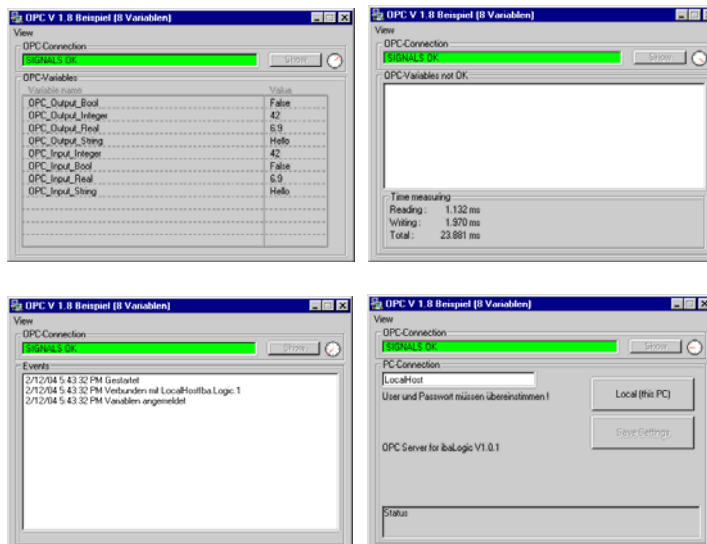 OPC V 1.8 Beispiel (8 Variablen)
View
OPC-Connection
SIGNALS OK
Show
OPC-Variables
Variable name Value
OPC_Output_Bool False
OPC_Output_Integer 42
OPC_Output_Real 6.9
OPC_Output_String Hello
OPC_Input_Integer 42
OPC_Input_Bool False
OPC_Input_Real 6.9
OPC_Input_String Hello
OPC V 1.8 Beispiel (8 Variablen)
View
OPC-Connection
SIGNALS OK
Show
OPC-Variables not OK
Time measuring
Reading : 1.132 ms
Writing : 1.970 ms
Total : 23.881 ms
OPC V 1.8 Beispiel (8 Variablen)
View
OPC-Connection
SIGNALS OK
Show
Events
2/12/04 5:43:32 PM Gestartet
2/12/04 5:43:32 PM Verbunden mit LocalHost\Iba.Logic.1
2/12/04 5:43:32 PM Variablen angemeldet
OPC V 1.8 Beispiel (8 Variablen)
View
OPC-Connection
SIGNALS OK
Show
PC-Connection
LocalHost
User und Passwort müssen übereinstimmen !
Local (this PC)
Save Settings
OPC Server for ibaLogic V1.0.1
Status